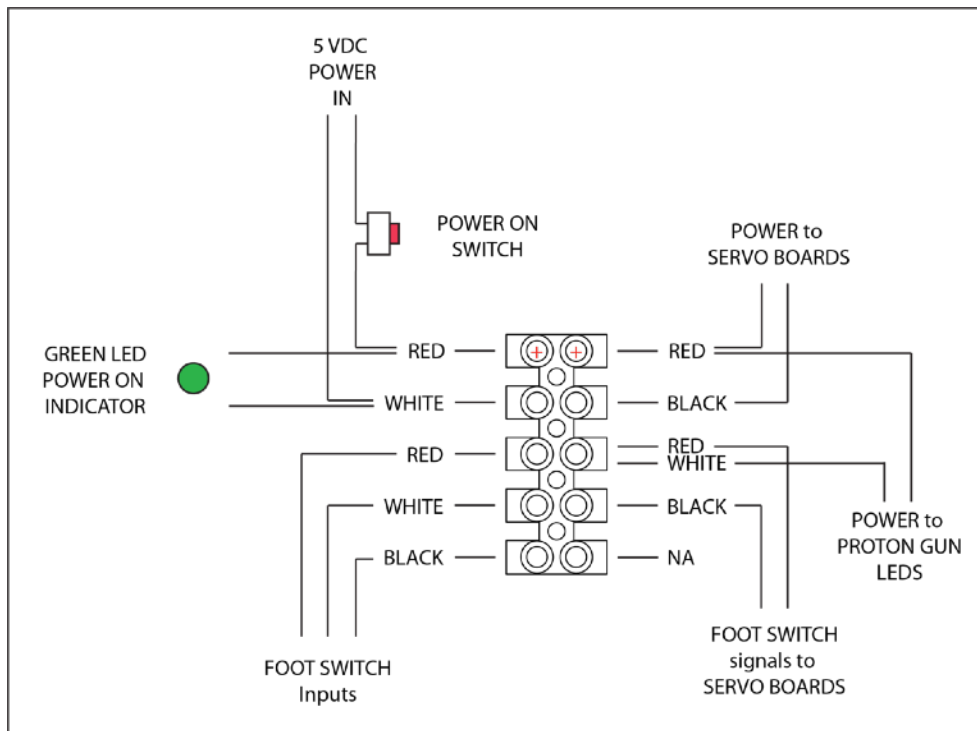 5 VDC
POWER
IN
POWER ON
SWITCH
POWER to
SERVO BOARDS
GREEN LED
POWER ON
INDICATOR
RED
RED
WHITE
BLACK
RED
RED
WHITE
WHITE
BLACK
BLACK
NA
POWER to
PROTON GUN
LEDS
FOOT SWITCH
Inputs
FOOT SWITCH
signals to
SERVO BOARDS